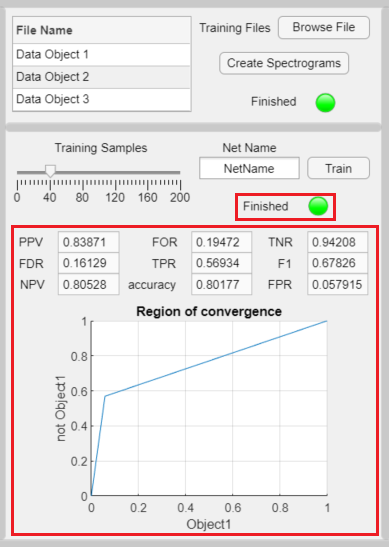 File Name
Data Object 1
Data Object 2
Data Object 3
Training Files
Browse File
Create Spectrograms
Finished
Training Samples
0 40 80 120 160 200
Net Name
NetName
Train
Finished
PPV 0.83871 FOR 0.19472 TNR 0.94208
FDR 0.16129 TPR 0.56934 F1 0.67826
NPV 0.80528 accuracy 0.80177 FPR 0.057915
Region of convergence
1
0.8
0.6
0.4
0.2
0
not Object1
0 0.2 0.4 0.6 0.8 1
Object1